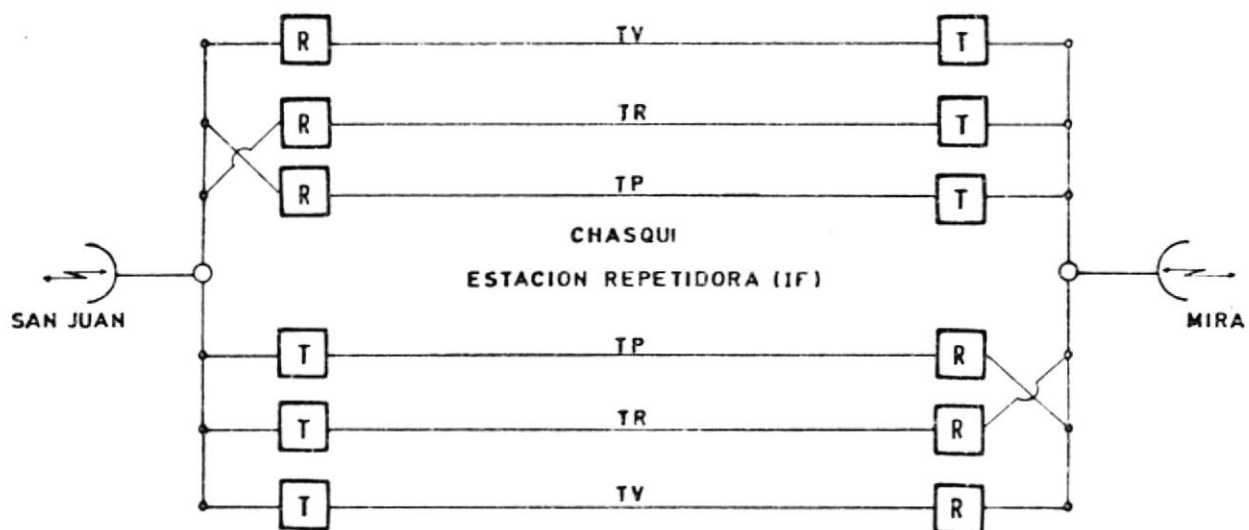 R TV T
R TR T
R TP T
CHASQUI
ESTACION REPETIDORA (IF)
SAN JUAN
MIRA
T TP R
T TR R
T TV R